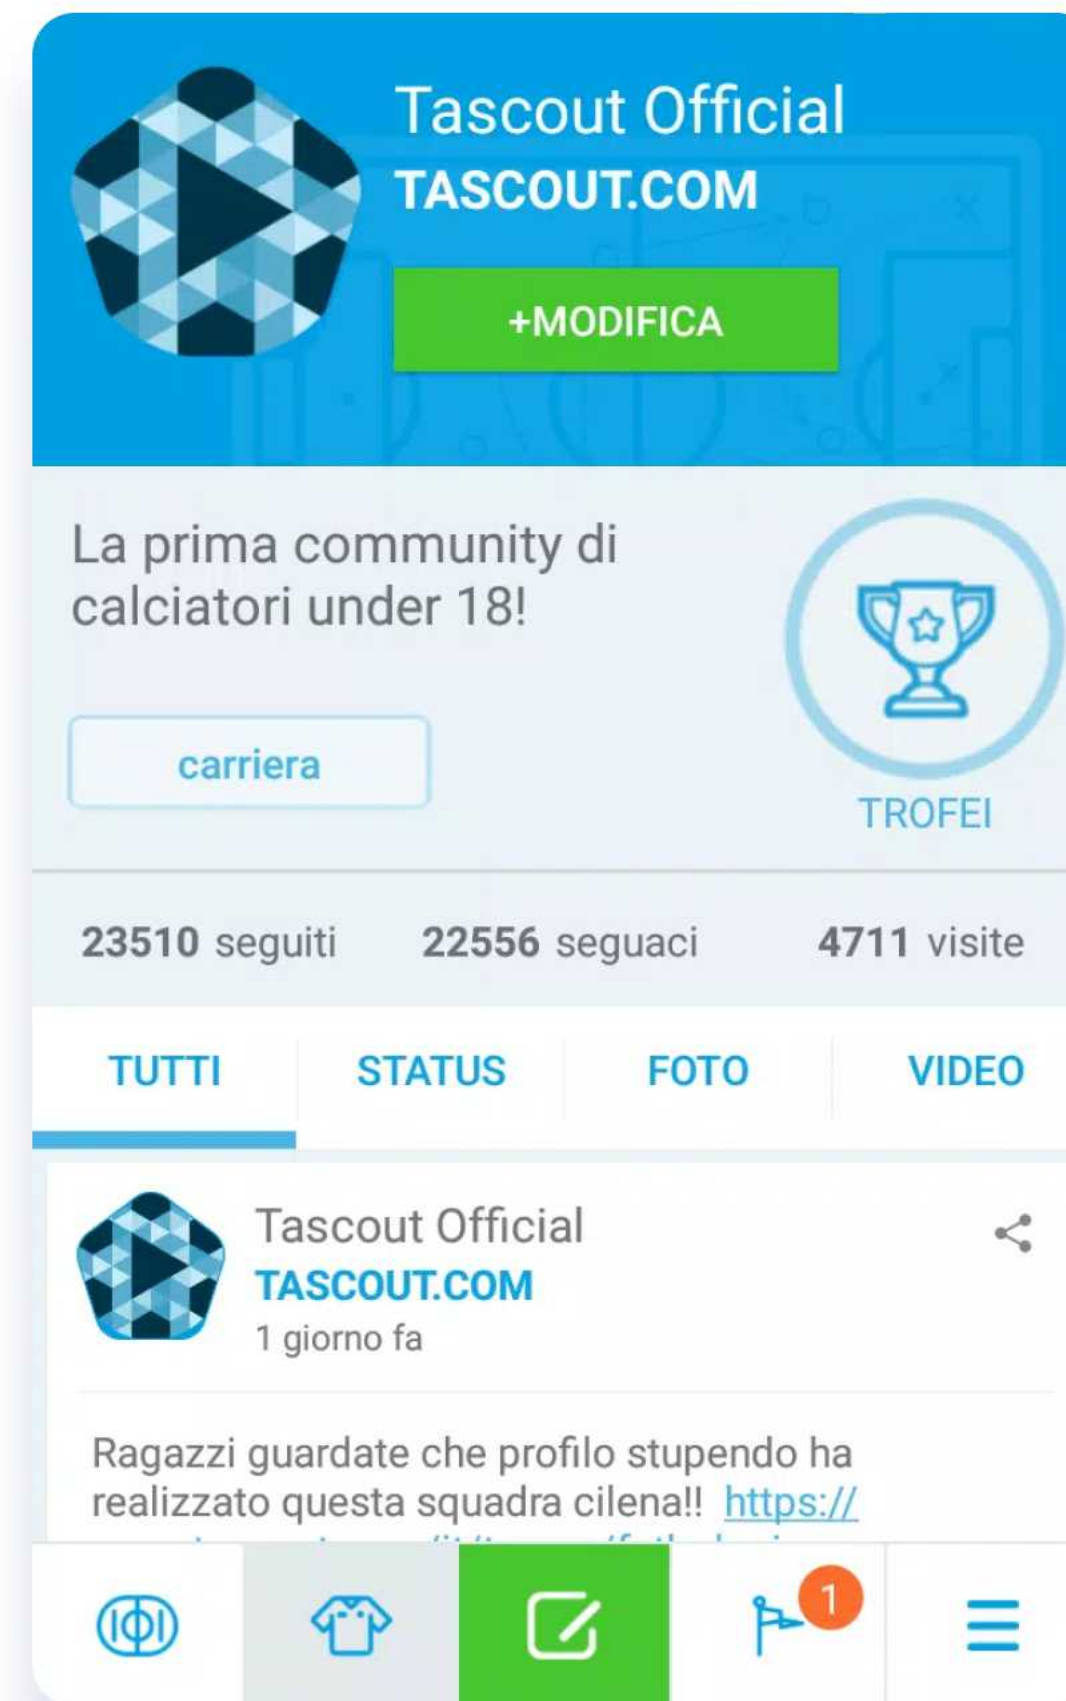 Tascout Official
TASCOUT.COM
+MODIFICA
La prima community di
calciatori under 18!
carriera
TROFEI
23510 seguiti 22556 seguaci 4711 visite
TUTTI STATUS FOTO VIDEO
Tascout Official
TASCOUT.COM
1 giorno fa
Ragazzi guardate che profilo stupendo ha
realizzato questa squadra cilena!! https://
1